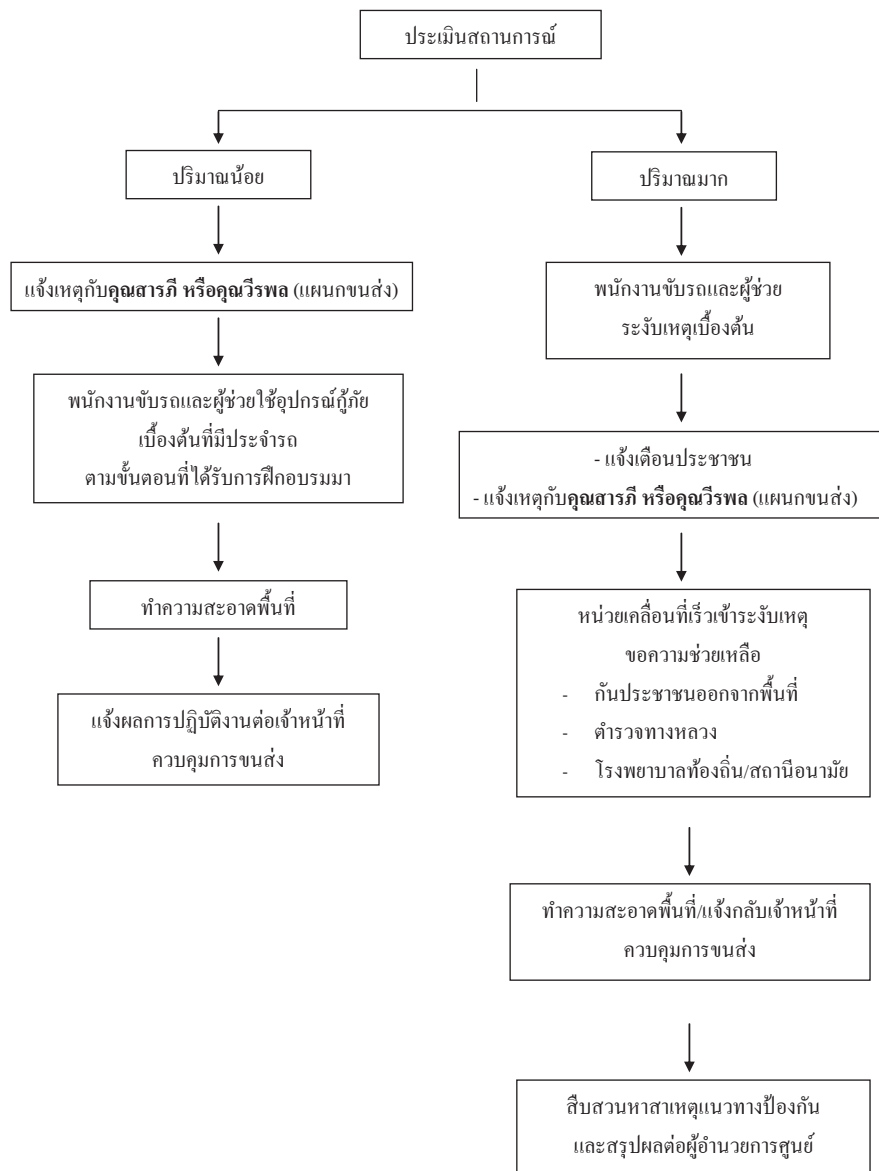 ประเมินสถานการณ์
ปริมาณน้อย
แจ้งเหตุกับคุณสารภี หรือคุณวีรพล (แผนกขนส่ง)
พนักงานขับรถและผู้ช่วยใช้อุปกรณ์กู้ภัย
เบื้องต้นที่มีประจำรถ
ตามขั้นตอนที่ได้รับการฝึกอบรมมา
ทำความสะอาดพื้นที่
แจ้งผลการปฏิบัติงานต่อเจ้าหน้าที่
ควบคุมการขนส่ง
ปริมาณมาก
พนักงานขับรถและผู้ช่วย
ระงับเหตุเบื้องต้น
- แจ้งเตือนประชาชน
- แจ้งเหตุกับคุณสารภี หรือคุณวีรพล (แผนกขนส่ง)
หน่วยเคลื่อนที่เร็วเข้าระงับเหตุ
ขอความช่วยเหลือ
- กันประชาชนออกจากพื้นที่
- ตำรวจทางหลวง
- โรงพยาบาลท้องถิ่น/สถานีอนามัย
ทำความสะอาดพื้นที่/แจ้งกลับเจ้าหน้าที่
ควบคุมการขนส่ง
สืบสวนหาสาเหตุแนวทางป้องกัน
และสรุปผลต่อผู้อำนวยการศูนย์